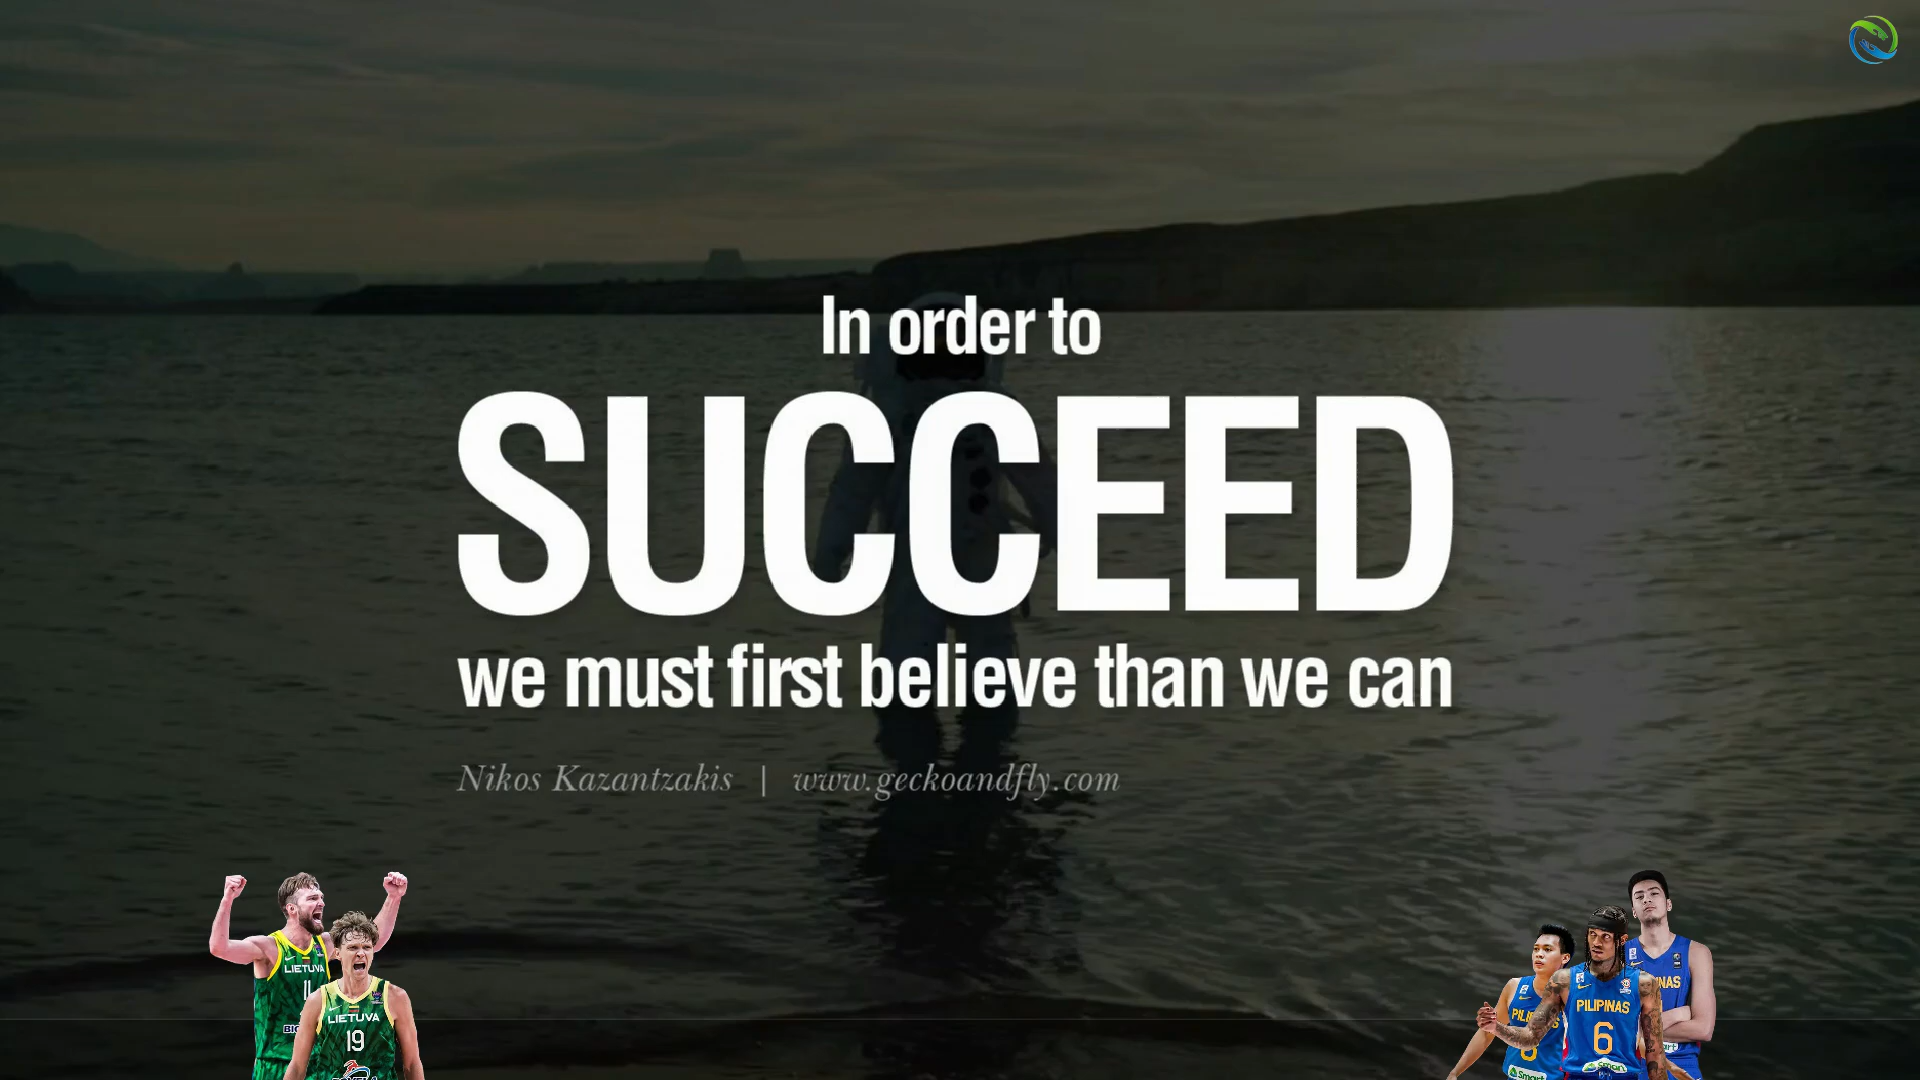 In order to
SUCCEED
we must first believe than we can
Nikos Kazantzakis | www.geckoandfly.com
LIETUVA
LIETUVA
19
PILIPINAS
6
Smart